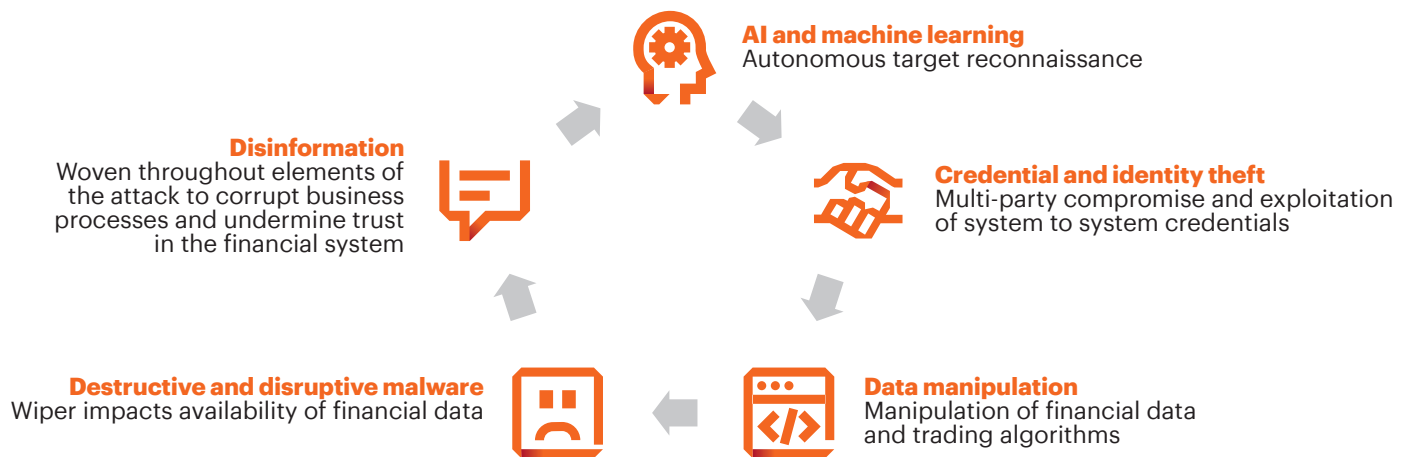 AI and machine learning
Autonomous target reconnaissance
Credential and identity theft
Multi-party compromise and exploitation
of system to system credentials
Data manipulation
Manipulation of financial data
and trading algorithms
Destructive and disruptive malware
Wiper impacts availability of financial data
Disinformation
Woven throughout elements of
the attack to corrupt business
processes and undermine trust
in the financial system